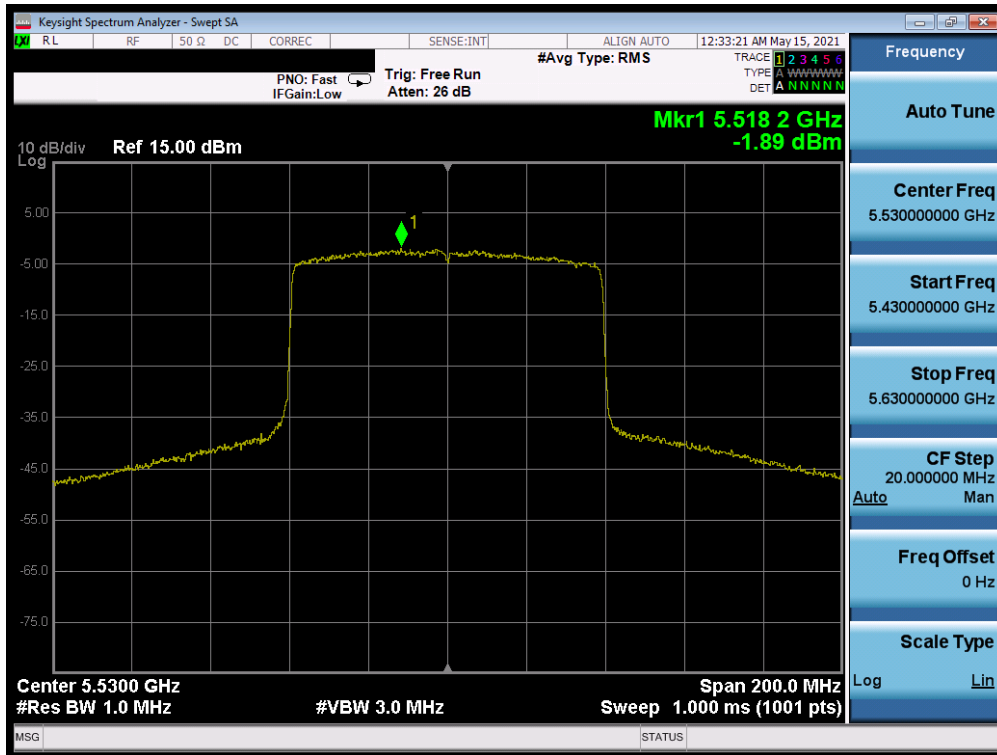 Keysight Spectrum Analyzer - Swept SA
LXI RL RF 50 Ω DC CORREC SENSE:INT ALIGN AUTO 12:33:21 AM May 15, 2021
PNO: Fast
IFGain:Low
Trig: Free Run
Atten: 26 dB
#Avg Type: RMS
TRACE 1 2 3 4 5 6
TYPE A WWWWW
DET A N N N N N
Mkr1 5.518 2 GHz
-1.89 dBm
10 dB/div Ref 15.00 dBm
Log
1
5.00
-5.00
-15.0
-25.0
-35.0
-45.0
-55.0
-65.0
-75.0
Center 5.5300 GHz Span 200.0 MHz
#Res BW 1.0 MHz #VBW 3.0 MHz Sweep 1.000 ms (1001 pts)
MSG STATUS
Frequency
Auto Tune
Center Freq
5.530000000 GHz
Start Freq
5.430000000 GHz
Stop Freq
5.630000000 GHz
CF Step
20.000000 MHz
Auto Man
Freq Offset
0 Hz
Scale Type
Log Lin